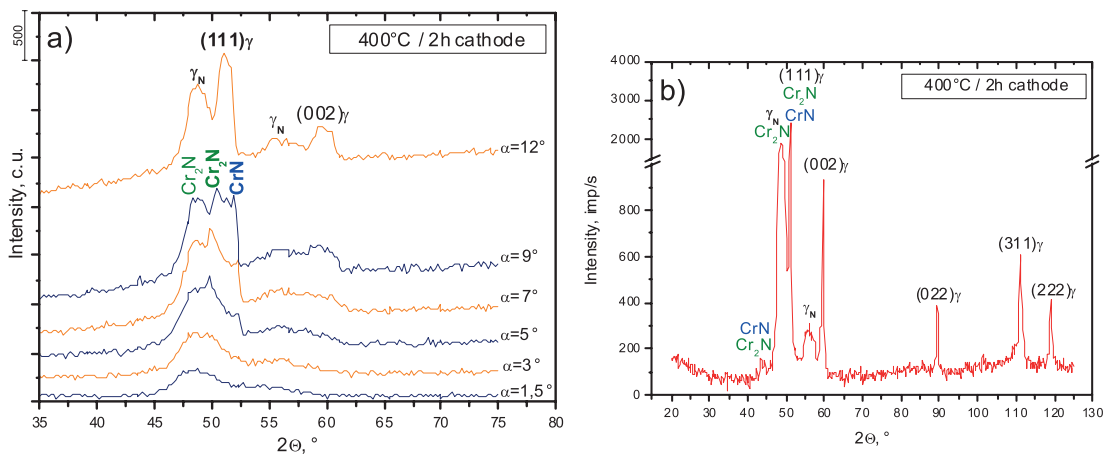 500
a)
400°C / 2h cathode
(111)γ
γN
γN
(002)γ
α=12°
Cr2N
Cr2N
CrN
α=9°
α=7°
α=5°
α=3°
α=1,5°
Intensity, c.u.
35 40 45 50 55 60 65 70 75 80
2Θ, °
b)
400°C / 2h cathode
4000
3000
2000
800
600
400
200
0
Intensity, imp/s
(111)γ
Cr2N
γN CrN
Cr2N
(002)γ
(311)γ
(022)γ
(222)γ
γN
CrN
Cr2N
20 30 40 50 60 70 80 90 100 110 120 130
2Θ, °